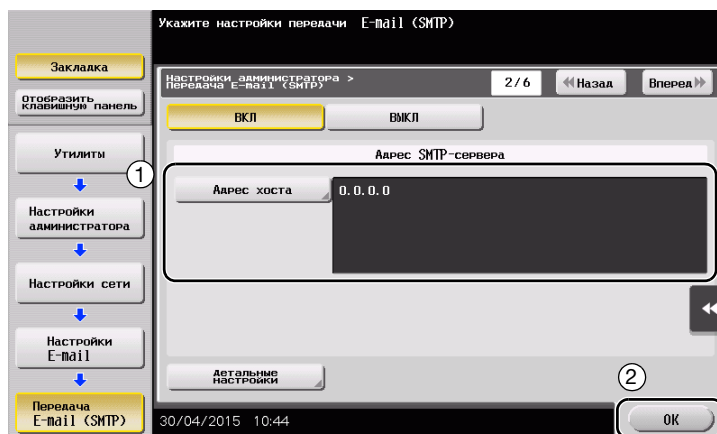 Укажите настройки передачи E-mail (SMTP)
Закладка
Отобразить
клавишную панель
Настройки администратора >
Передача E-mail (SMTP)
2/6
Назад
Вперед
ВКЛ
ВЫКЛ
Утилиты
1
Адрес SMTP-сервера
Адрес хоста
0.0.0.0
Настройки
администратора
Настройки сети
Настройки
E-mail
Детальные
настройки
2
Передача
E-mail (SMTP)
30/04/2015 10:44
OK